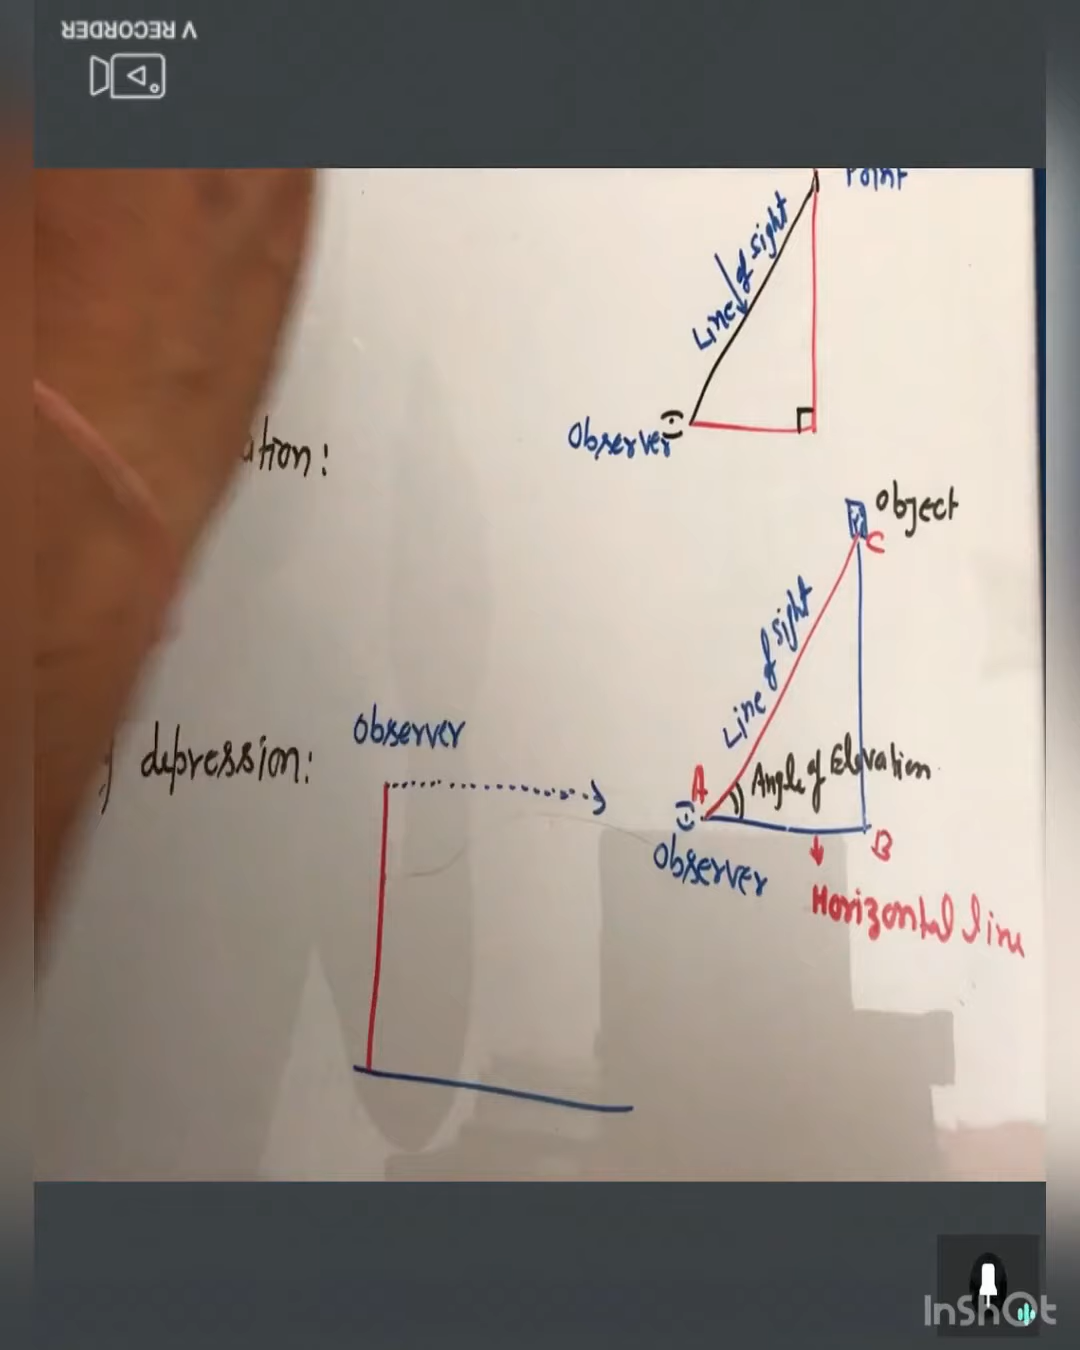 V RECORDER
Point
Line of sight
Observer
ation:
Object
C
Line of sight
depression:
Observer
A
Angle of Elevation
B
Observer
Horizontal line
InShOt